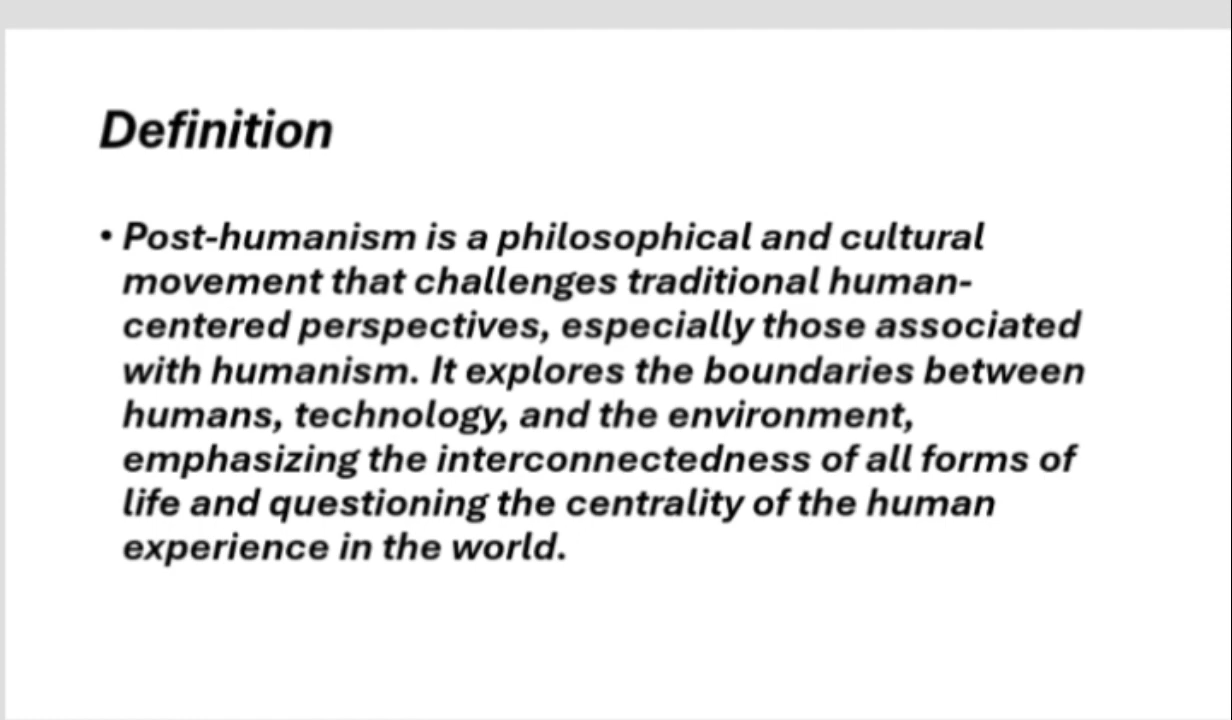 Definition
• Post-humanism is a philosophical and cultural
movement that challenges traditional human-
centered perspectives, especially those associated
with humanism. It explores the boundaries between
humans, technology, and the environment,
emphasizing the interconnectedness of all forms of
life and questioning the centrality of the human
experience in the world.